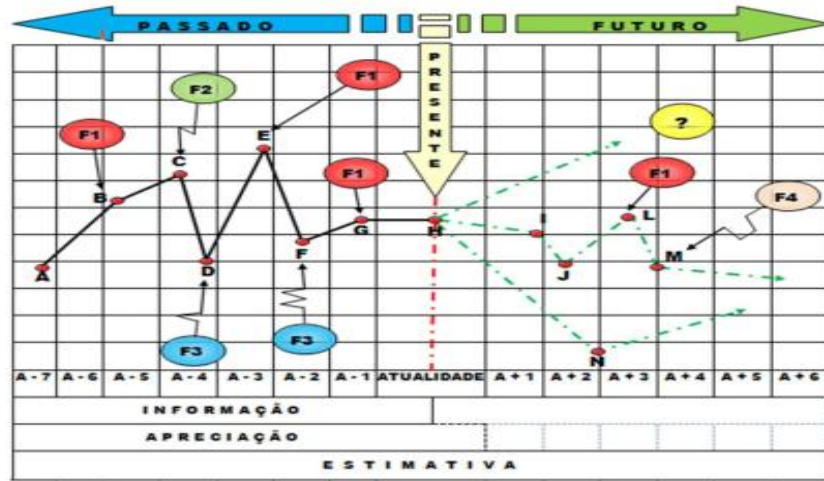 PASSADO
FUTURO
PRESENTE
F2
F1
?
F1
E
C
F1
F1
F4
B
L
G
H
I
M
A
D
F
J
F3
F3
N
A - 7 A - 6 A - 5 A - 4 A - 3 A - 2 A - 1 ATUALIDADE A + 1 A + 2 A + 3 A + 4 A + 5 A + 6
INFORMAÇÃO
APRECIAÇÃO
ESTIMATIVA